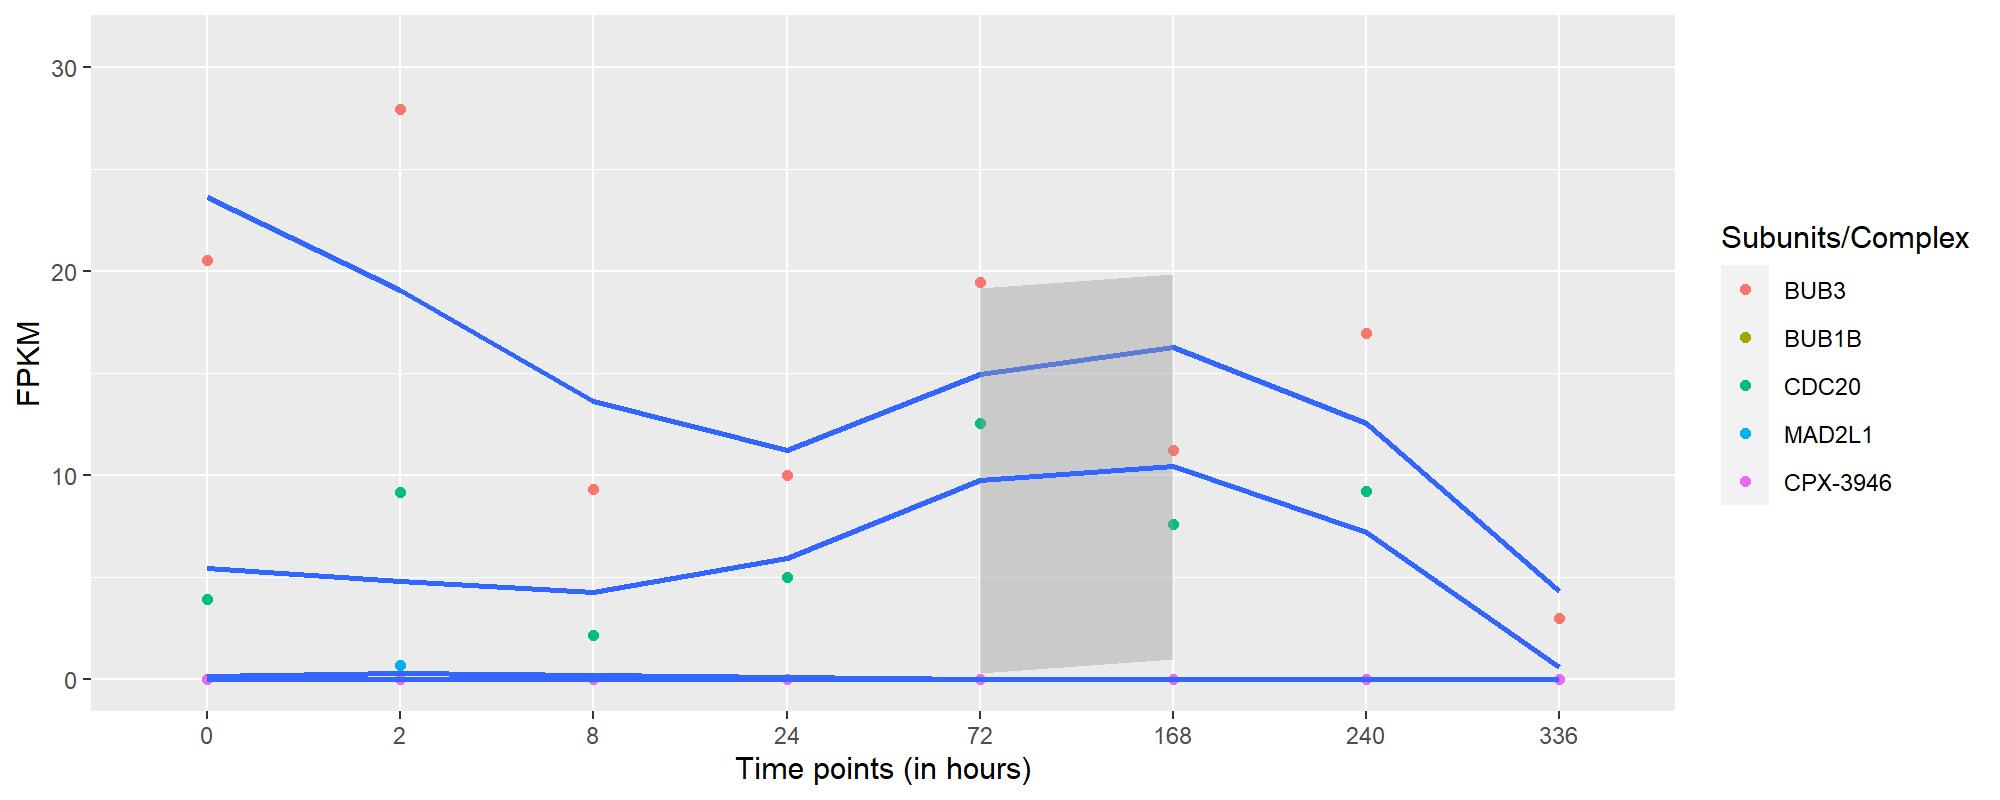 30
20
10
0
FPKM
0 2 8 24 72 168 240 336
Time points (in hours)
Subunits/Complex
BUB3
BUB1B
CDC20
MAD2L1
CPX-3946